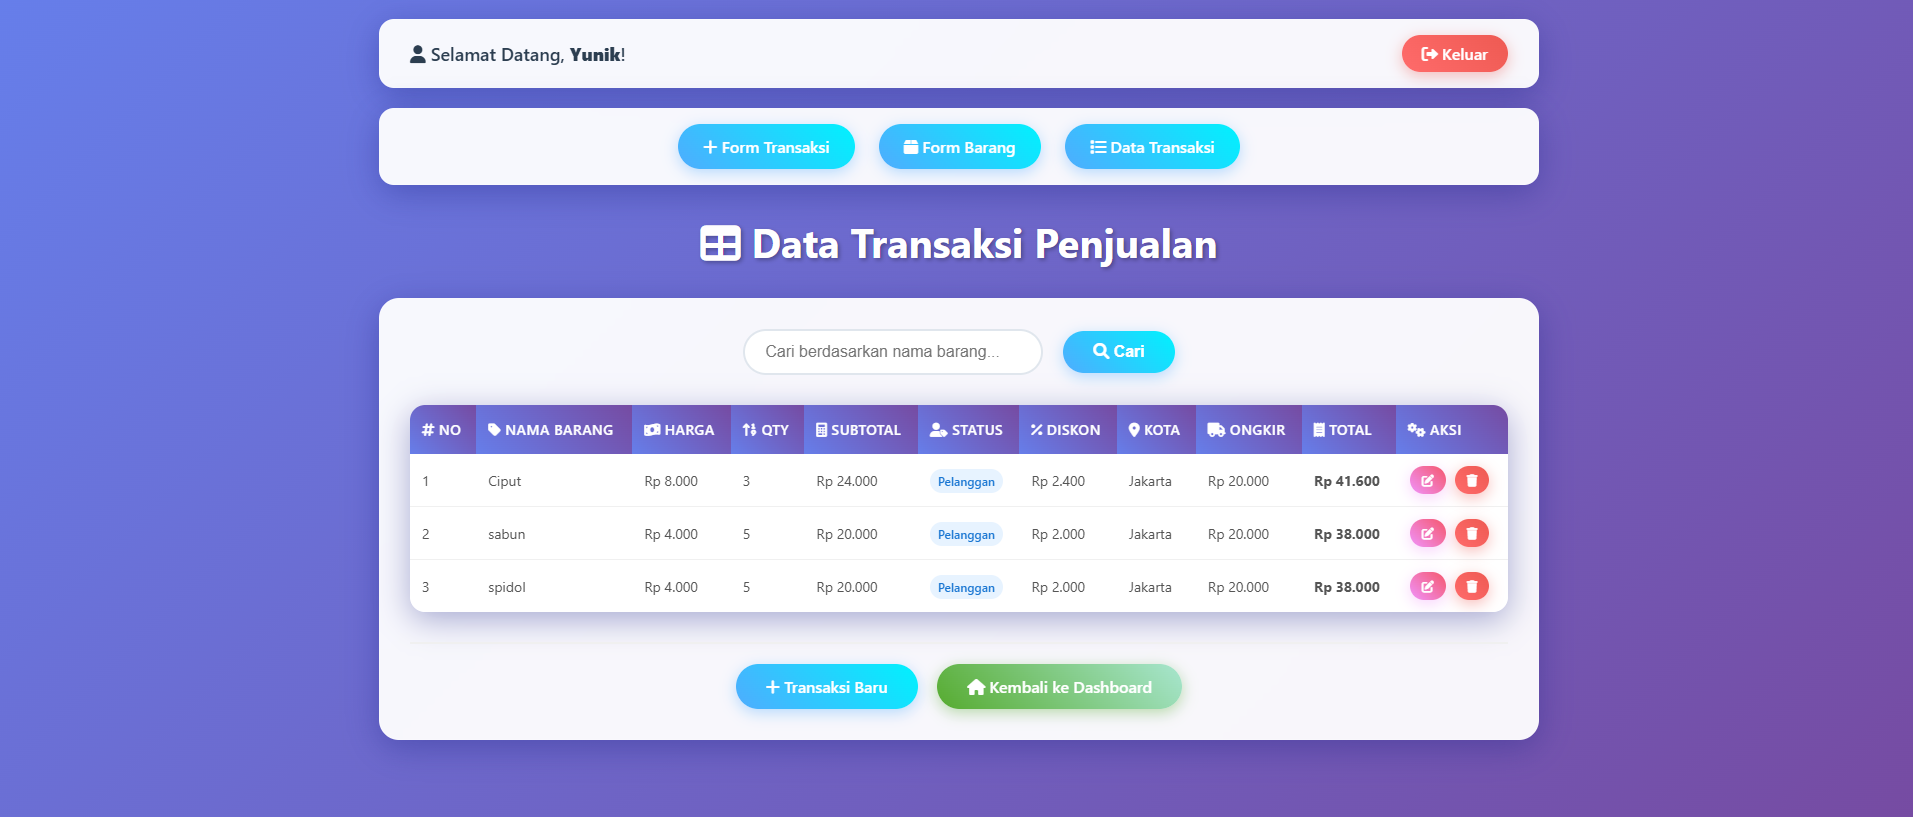 Selamat Datang, Yunik!
Keluar
Form Transaksi
Form Barang
Data Transaksi
Data Transaksi Penjualan
Cari berdasarkan nama barang...
Cari
# NO NAMA BARANG HARGA QTY SUBTOTAL STATUS % DISKON KOTA ONGKIR TOTAL AKSI
1 Ciput Rp 8.000 3 Rp 24.000 Pelanggan Rp 2.400 Jakarta Rp 20.000 Rp 41.600
2 sabun Rp 4.000 5 Rp 20.000 Pelanggan Rp 2.000 Jakarta Rp 20.000 Rp 38.000
3 spidol Rp 4.000 5 Rp 20.000 Pelanggan Rp 2.000 Jakarta Rp 20.000 Rp 38.000
Transaksi Baru
Kembali ke Dashboard